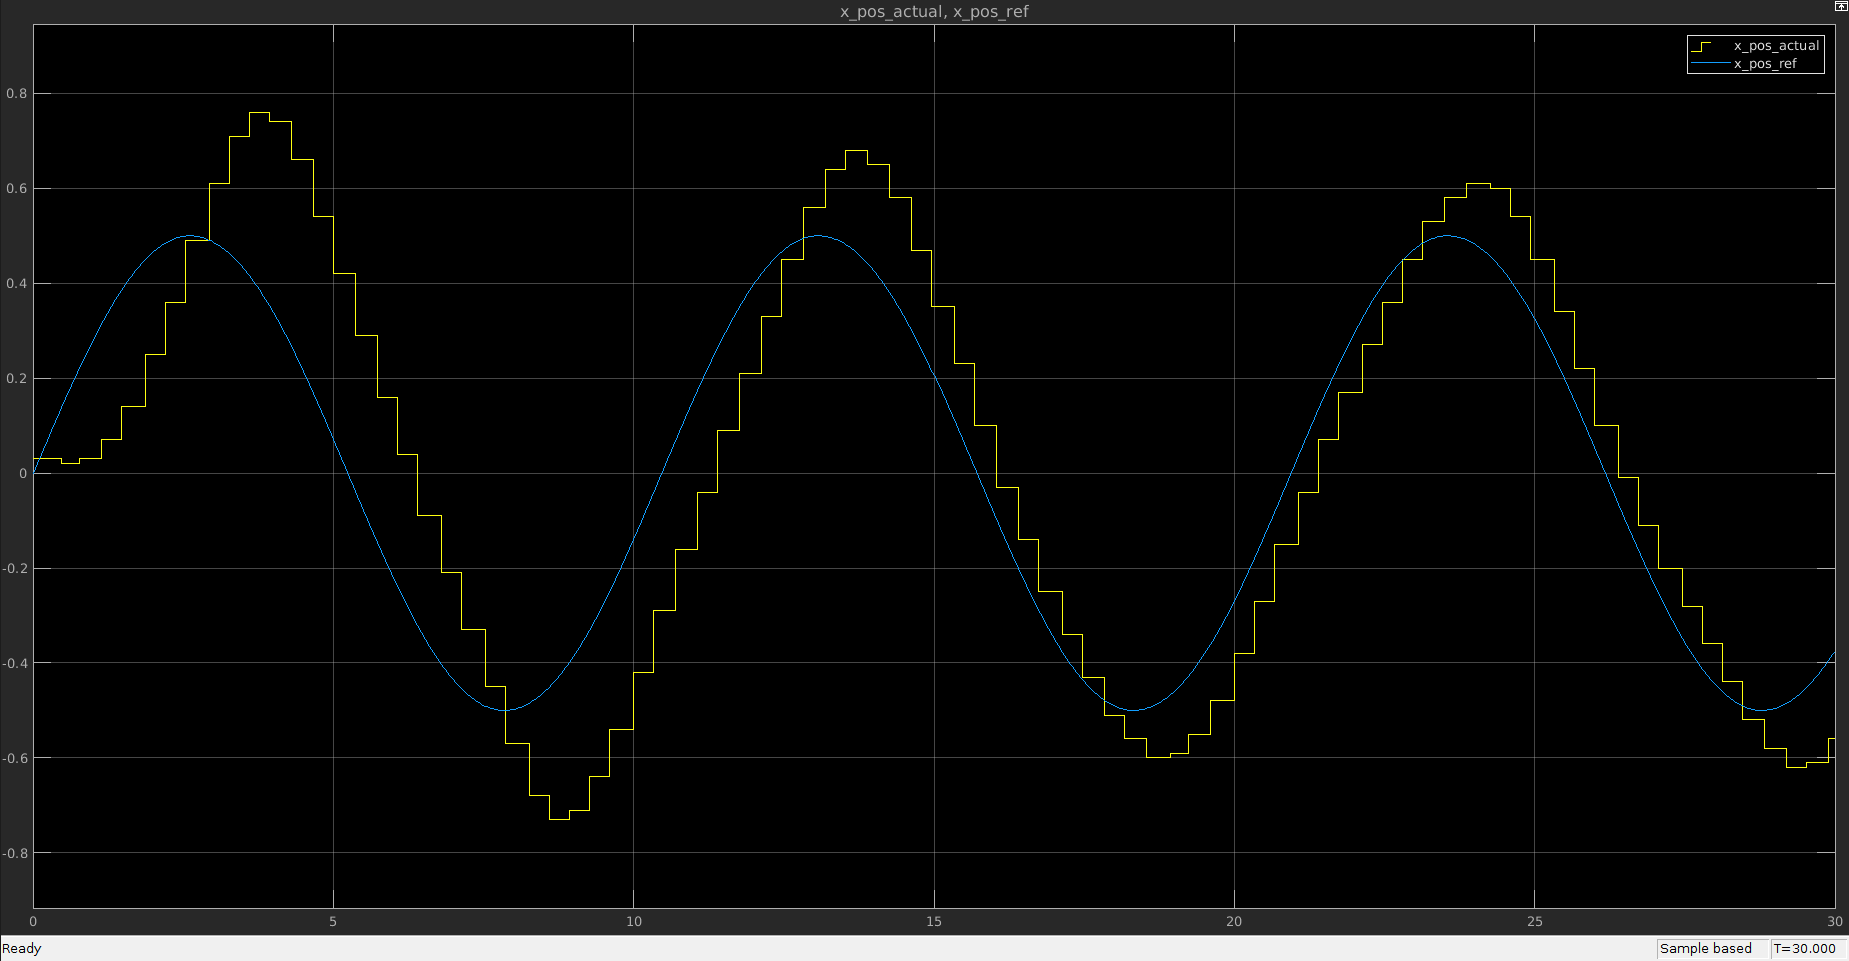 x_pos_actual, x_pos_ref
x_pos_actual
x_pos_ref
0.8
0.6
0.4
0.2
0
-0.2
-0.4
-0.6
-0.8
0 5 10 15 20 25 30
Ready Sample based T=30.000